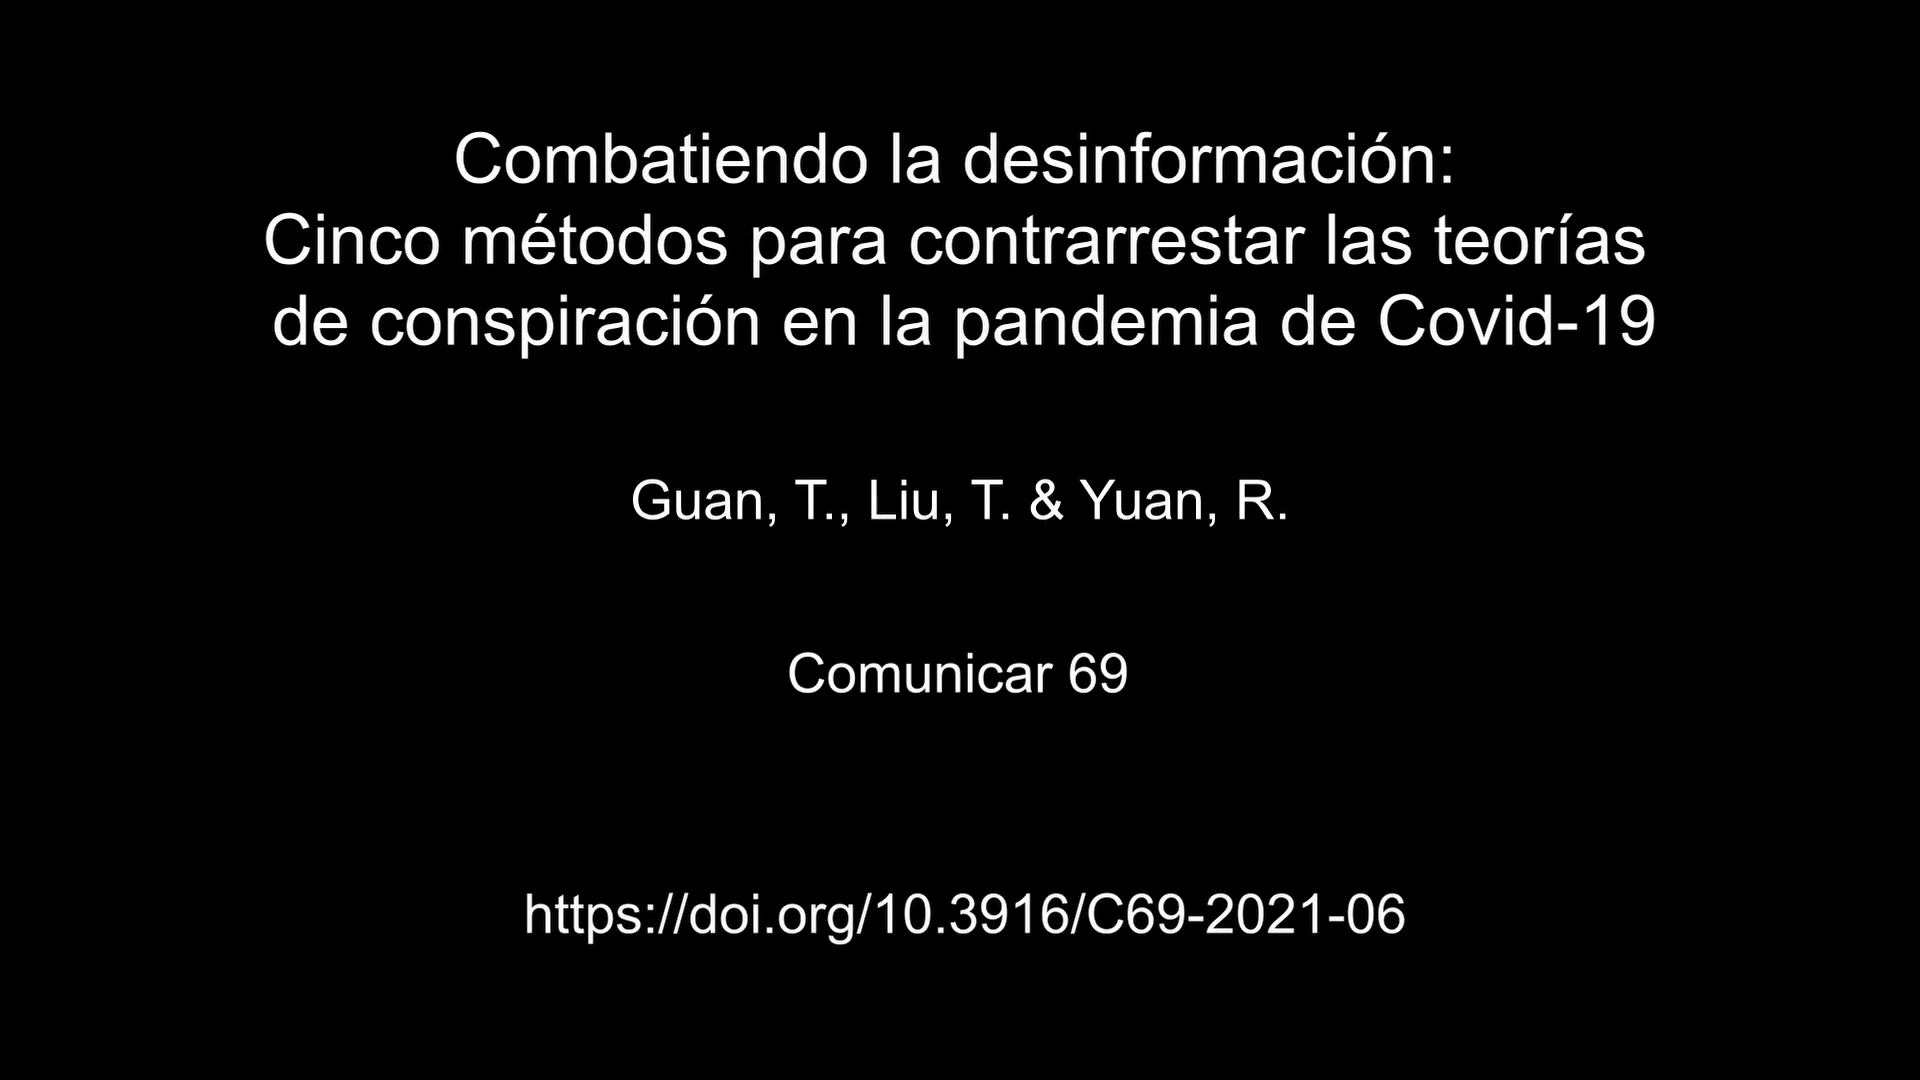 Combatiendo la desinformación:
Cinco métodos para contrarrestar las teorías
de conspiración en la pandemia de Covid-19
Guan, T., Liu, T. & Yuan, R.
Comunicar 69
https://doi.org/10.3916/C69-2021-06